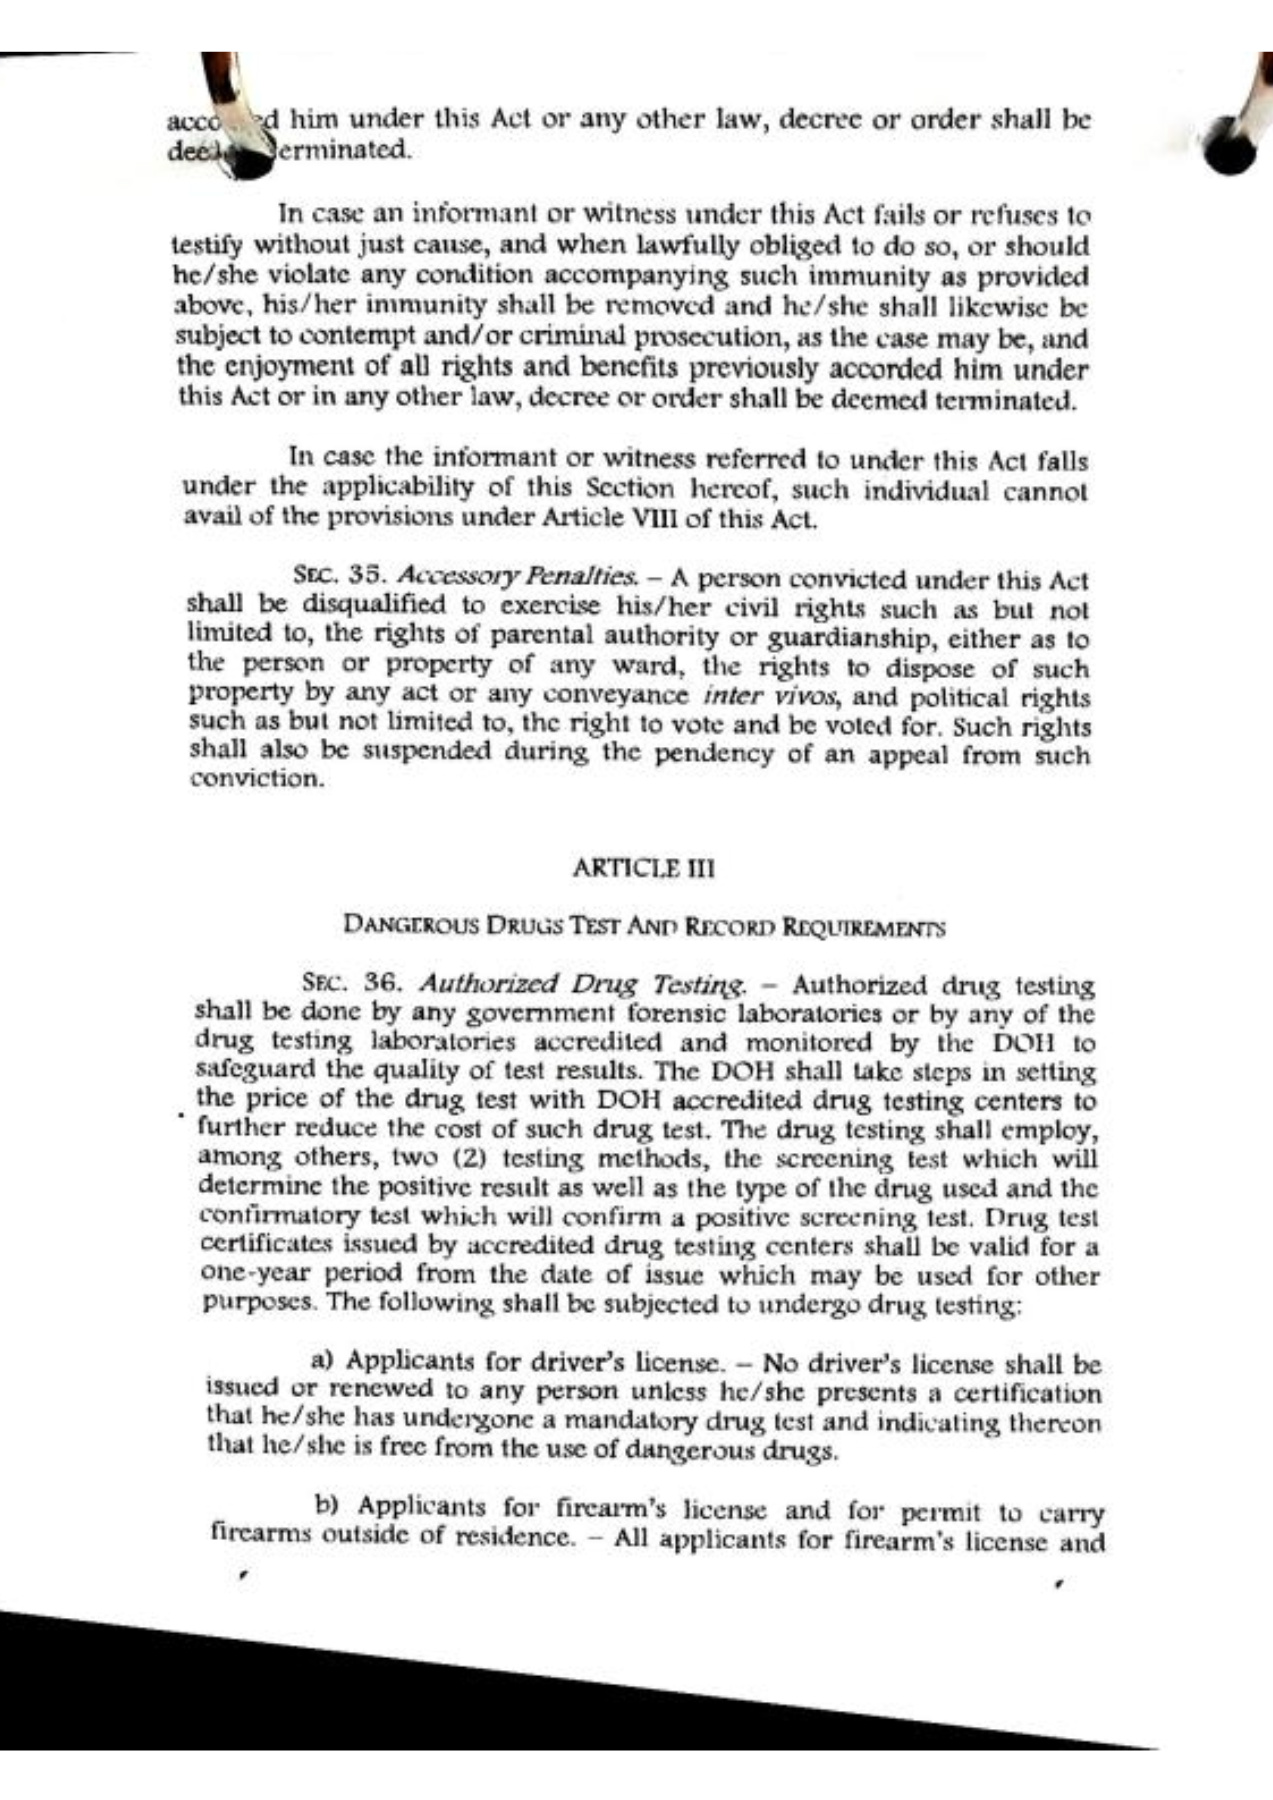 him under this Act or any other law, decree or order shall be
In case an informant or witness under this Act fails or refuses to
testify without just cause, and when lawfully obliged to do so, or should
he/she violate any condition accompanying such immunity as provided
above, his/her immunity shall be removed and he/she shall likewise be
subject to contempt and/or criminal prosecution, as the case may be, and
the enjoyment of all rights and benefits previously accorded him under
this Act or in any other law, decree or order shall be deemed terminated.
In case the informant or witness referred to under this Act falls
under the applicability of this Section hereof, such individual cannot
avail of the provisions under Article VIII of this Act.
SEC. 35. Accessory Penalties. – A person convicted under this Act
shall be disqualified to exercise his/her civil rights such as but not
limited to, the rights of parental authority or guardianship, either as to
the person or property of any ward, the rights to dispose of such
property by any act or any conveyance inter vivos, and political rights
such as but not limited to, the right to vote and be voted for. Such rights
shall also be suspended during the pendency of an appeal from such
conviction.
ARTICLE III
DANGEROUS DRUGS TEST AND RECORD REQUIREMENTS
SEC. 36. Authorized Drug Testing. – Authorized drug testing
shall be done by any government forensic laboratories or by any of the
drug testing laboratories accredited and monitored by the DOH to
safeguard the quality of test results. The DOH shall take steps in setting
the price of the drug test with DOH accredited drug testing centers to
further reduce the cost of such drug test. The drug testing shall employ,
among others, two (2) testing methods, the screening test which will
determine the positive result as well as the type of the drug used and the
confirmatory test which will confirm a positive screening test. Drug test
certificates issued by accredited drug testing centers shall be valid for a
one-year period from the date of issue which may be used for other
purposes. The following shall be subjected to undergo drug testing:
a) Applicants for driver's license. – No driver's license shall be
issued or renewed to any person unless he/she presents a certification
that he/she has undergone a mandatory drug test and indicating thereon
that he/she is free from the use of dangerous drugs.
b) Applicants for firearm's license and for permit to carry
firearms outside of residence. – All applicants for firearm's license and